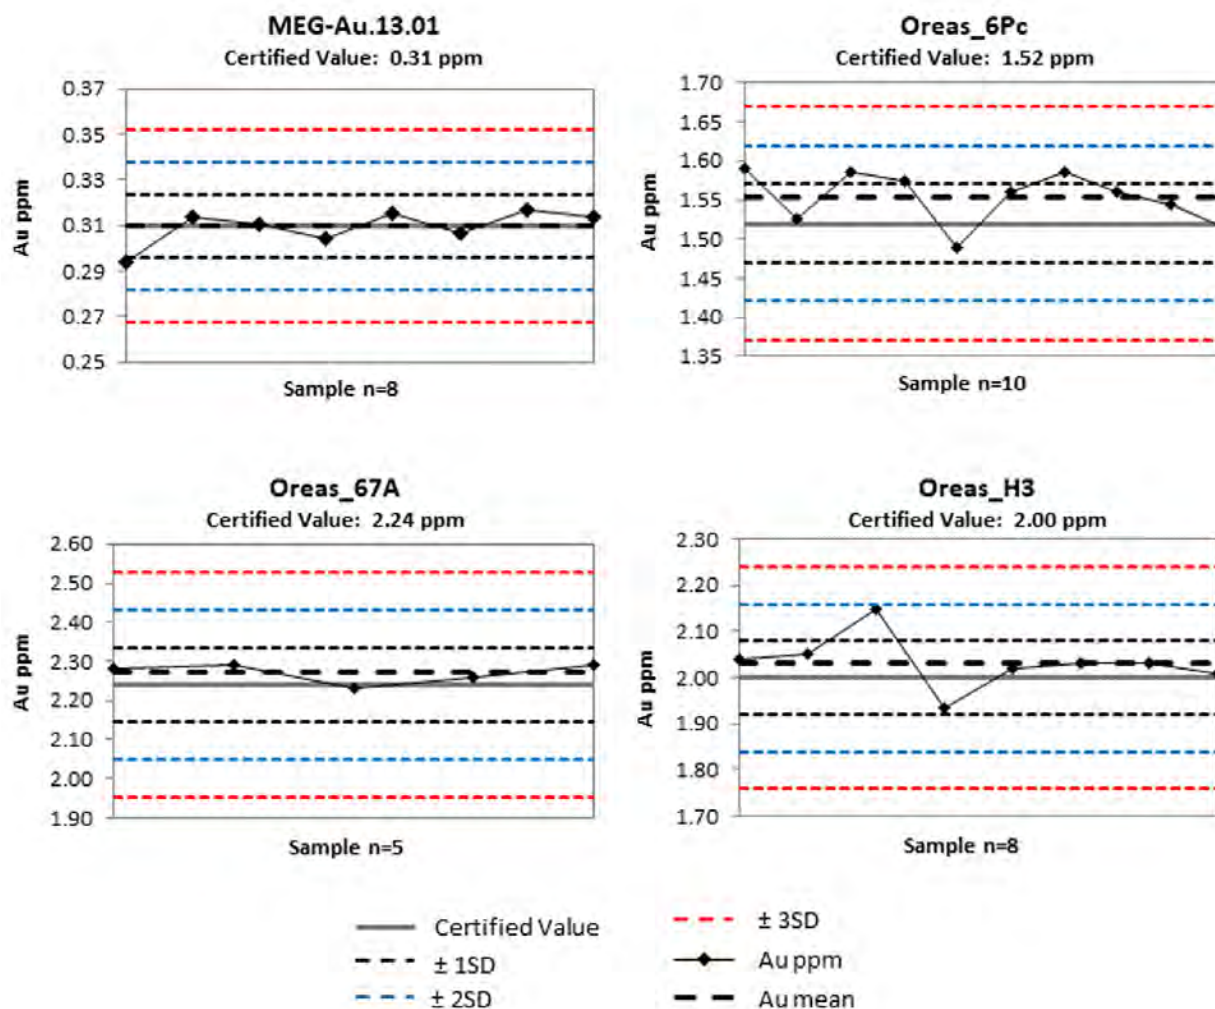 MEG-Au.13.01
Certified Value: 0.31 ppm
0.37
0.35
0.33
0.31
0.29
0.27
0.25
Au ppm
Sample n=8
Oreas_6Pc
Certified Value: 1.52 ppm
1.70
1.65
1.60
1.55
1.50
1.45
1.40
1.35
Au ppm
Sample n=10
Oreas_67A
Certified Value: 2.24 ppm
2.60
2.50
2.40
2.30
2.20
2.10
2.00
1.90
Au ppm
Sample n=5
Oreas_H3
Certified Value: 2.00 ppm
2.30
2.20
2.10
2.00
1.90
1.80
1.70
Au ppm
Sample n=8
Certified Value
± 1SD
± 2SD
± 3SD
Au ppm
Au mean